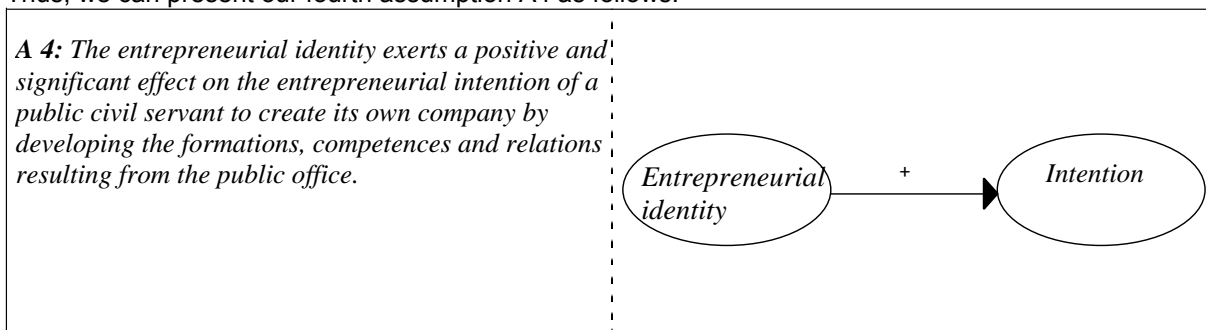 Thus, we can present our fourth assumption A4 as follows:
A 4: The entrepreneurial identity exerts a positive and
significant effect on the entrepreneurial intention of a
public civil servant to create its own company by
developing the formations, competences and relations
resulting from the public office.
Entrepreneurial
identity
+
Intention